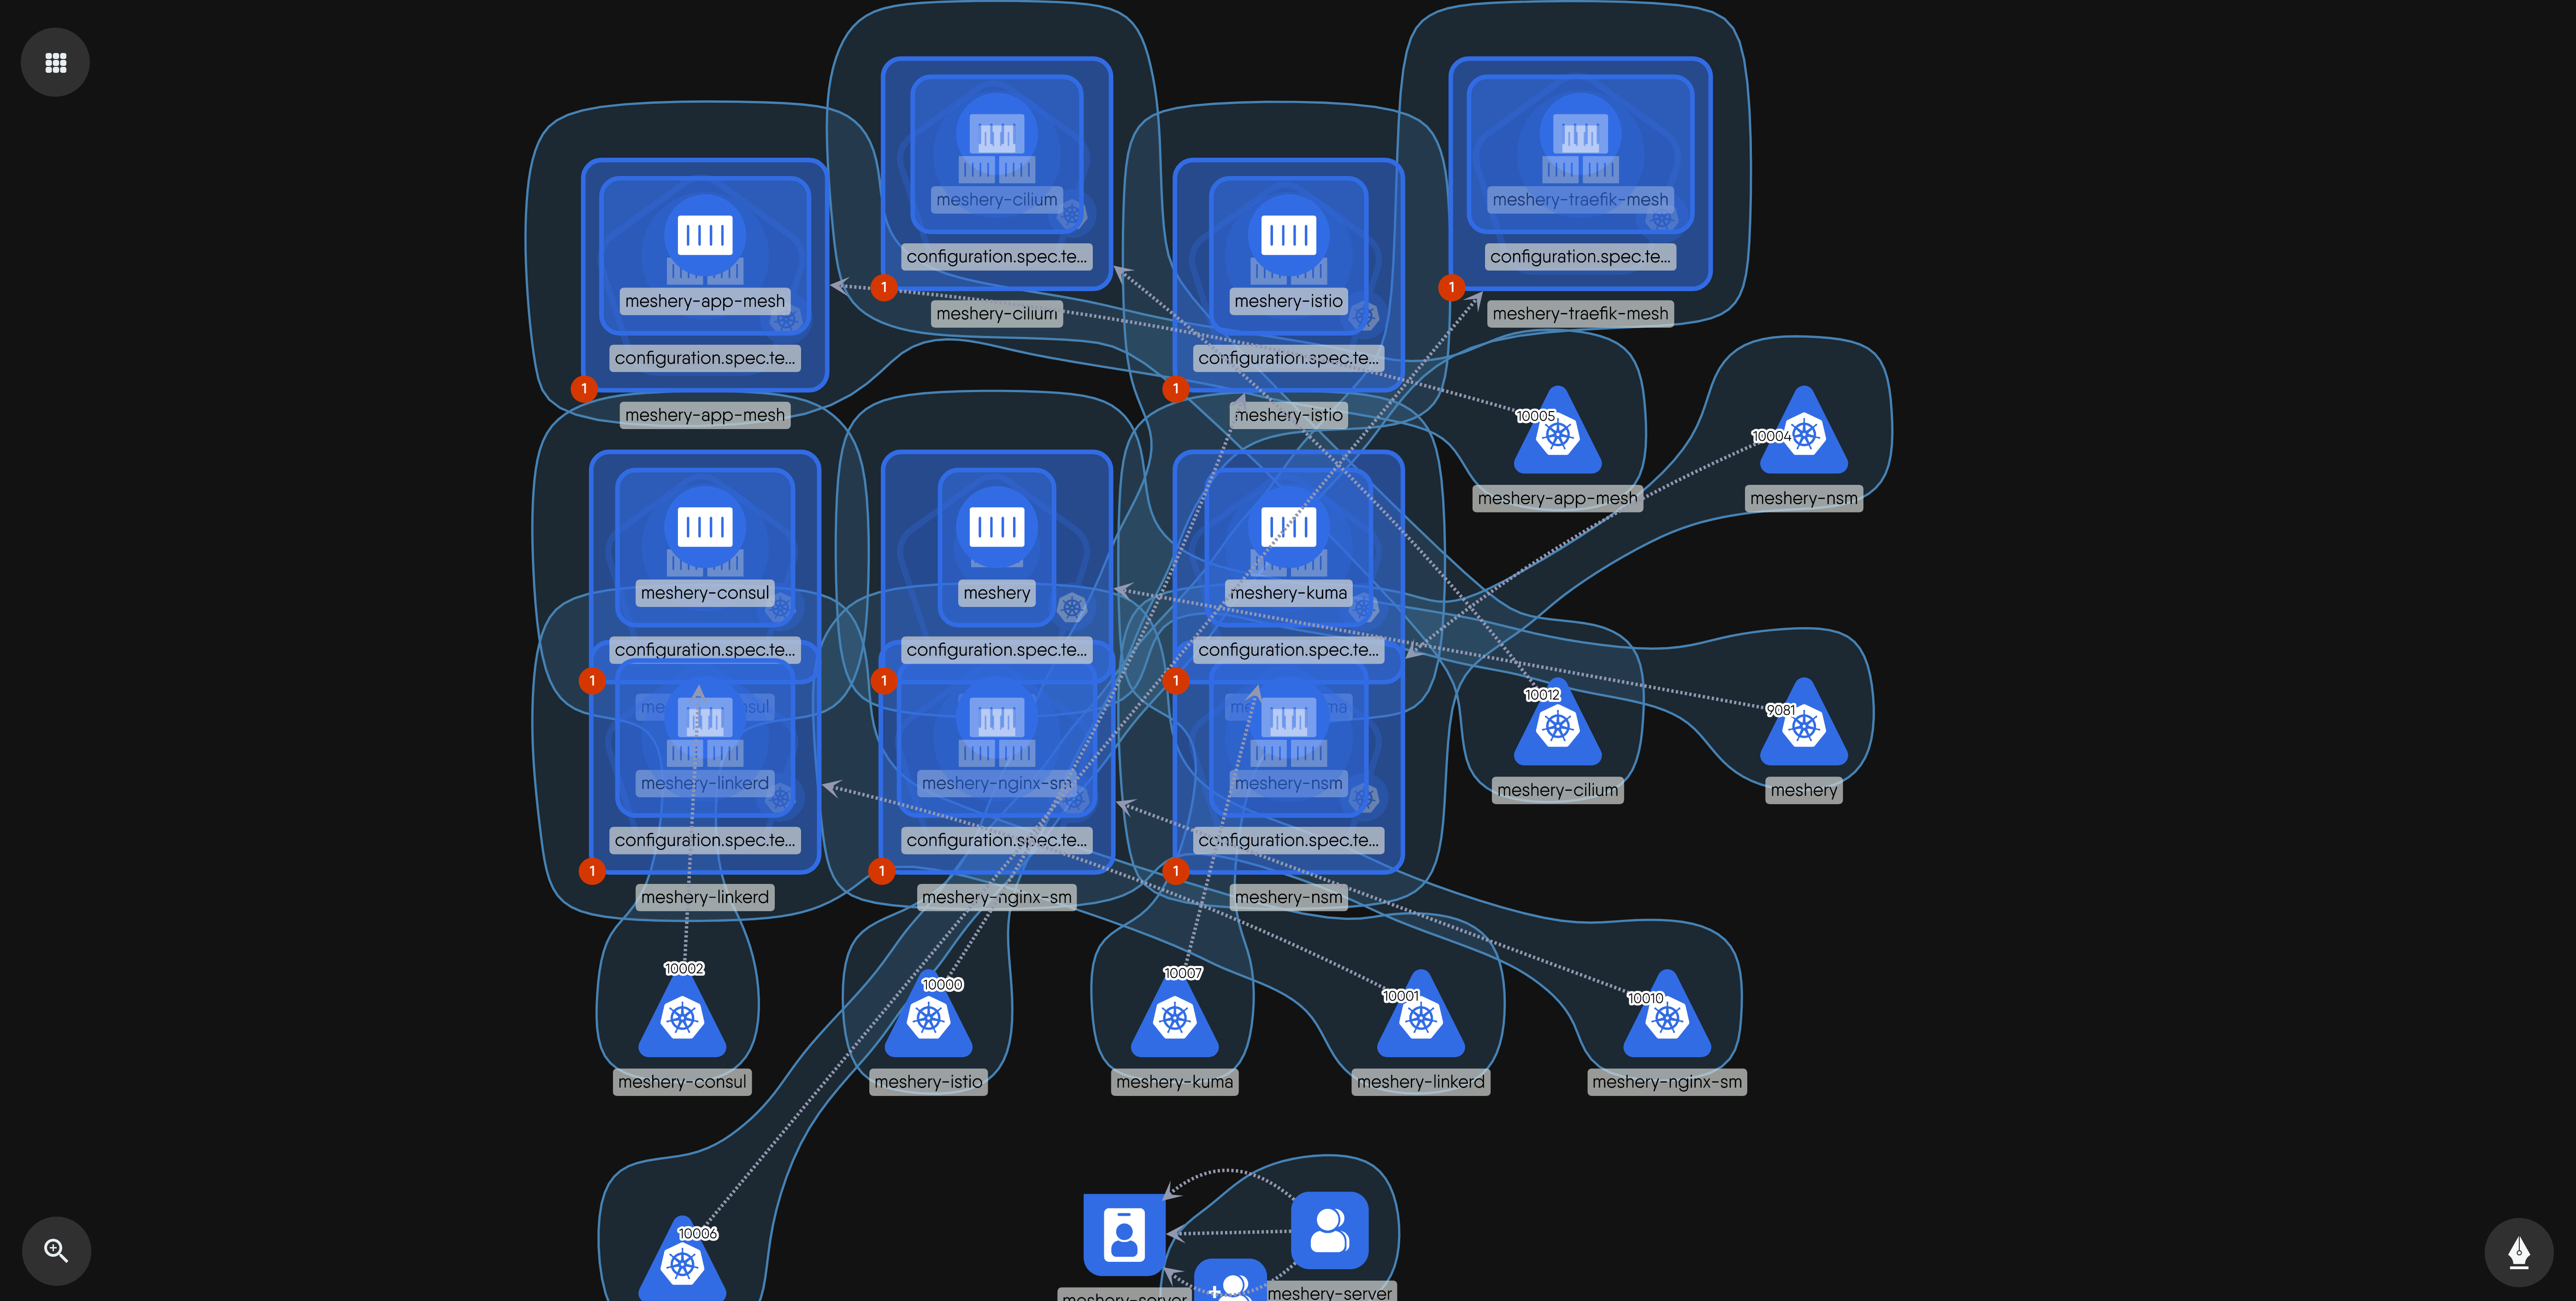 meshery-cilium
configuration.spec.te...
1
meshery-cilium
meshery-traefik-mesh
configuration.spec.te...
1
meshery-traefik-mesh
meshery-app-mesh
configuration.spec.te...
1
meshery-app-mesh
meshery-istio
configuration.spec.te...
1
meshery-istio
10005
meshery-app-mesh
10004
meshery-nsm
meshery-consul
configuration.spec.te...
1
meshery
configuration.spec.te...
1
meshery-kuma
configuration.spec.te...
1
10012
meshery-cilium
9081
meshery
meshery-linkerd
configuration.spec.te...
1
meshery-linkerd
meshery-nginx-sm
configuration.spec.te...
1
meshery-nginx-sm
meshery-nsm
configuration.spec.te...
1
meshery-nsm
10002
meshery-consul
10000
meshery-istio
10007
meshery-kuma
10001
meshery-linkerd
10010
meshery-nginx-sm
10006
meshery-server
meshery-server